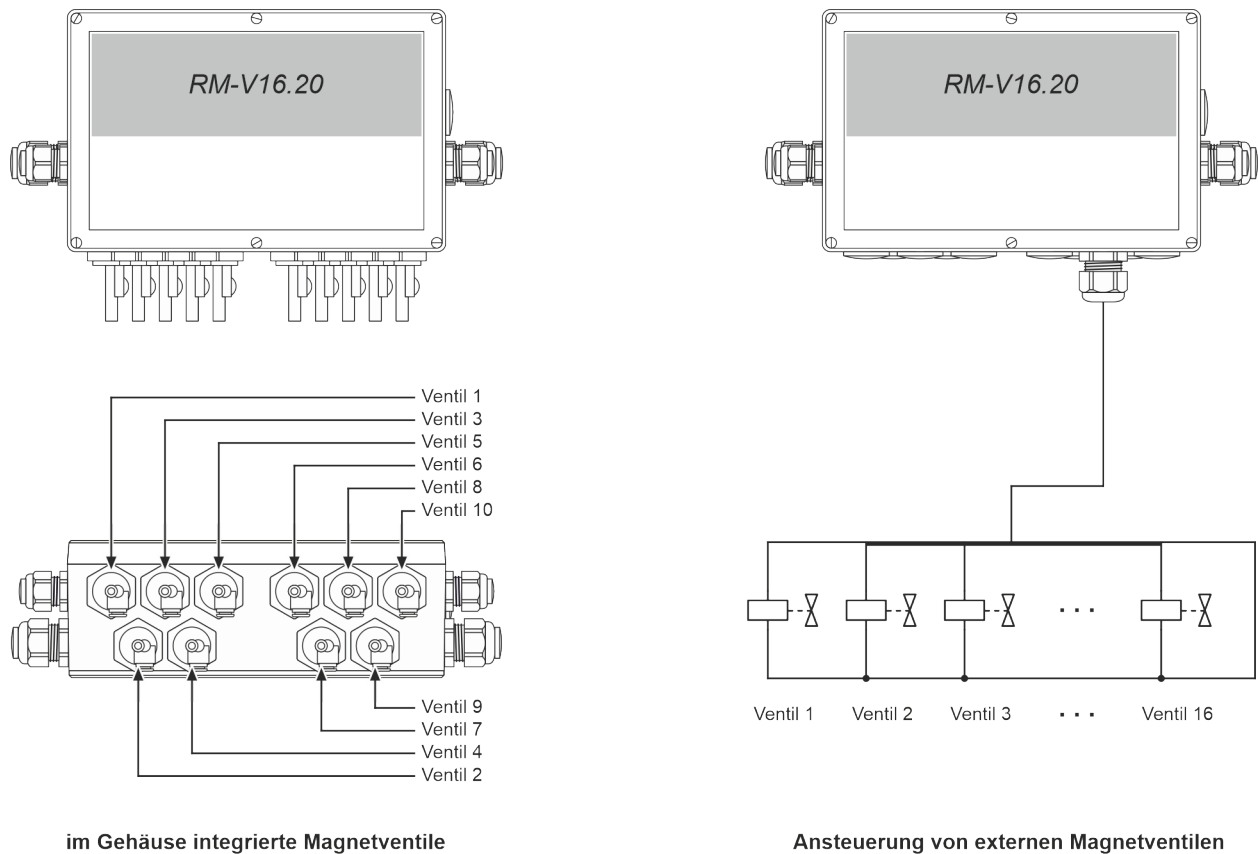 RM-V16.20
RM-V16.20
Ventil 1
Ventil 3
Ventil 5
Ventil 6
Ventil 8
Ventil 10
Ventil 9
Ventil 7
Ventil 4
Ventil 2
Ventil 1 Ventil 2 Ventil 3 · · · Ventil 16
im Gehäuse integrierte Magnetventile
Ansteuerung von externen Magnetventilen